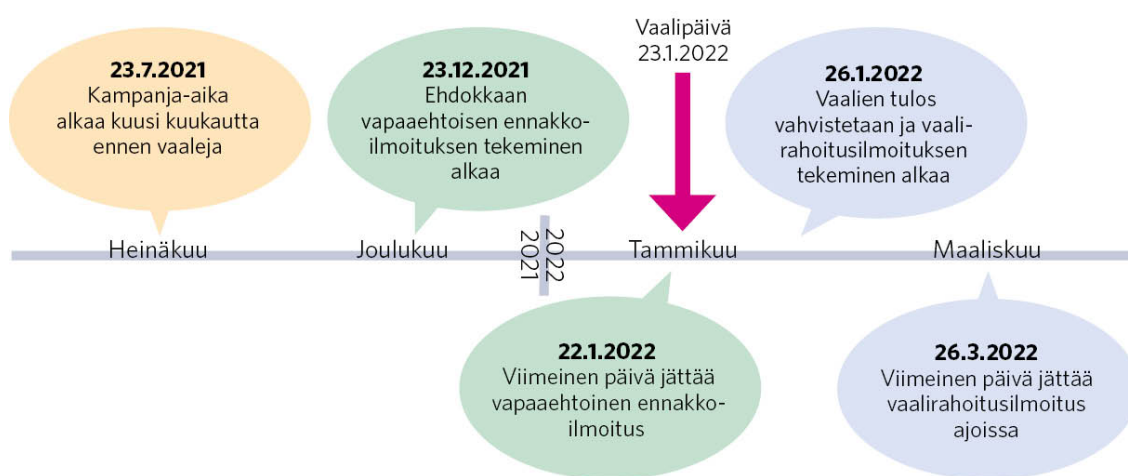 23.7.2021
Kampanja-aika
alkaa kuusi kuukautta
ennen vaaleja
23.12.2021
Ehdokkaan
vapaaehtoisen ennakko-
ilmoituksen tekeminen
alkaa
Vaalipäivä
23.1.2022
26.1.2022
Vaalien tulos
vahvistetaan ja vaali-
rahoitusilmoituksen
tekeminen alkaa
Heinäkuu
Joulukuu
2021
2022
Tammikuu
Maaliskuu
22.1.2022
Viimeinen päivä jättää
vapaaehtoinen ennakko-
ilmoitus
26.3.2022
Viimeinen päivä jättää
vaalirahoitusilmoitus
ajoissa